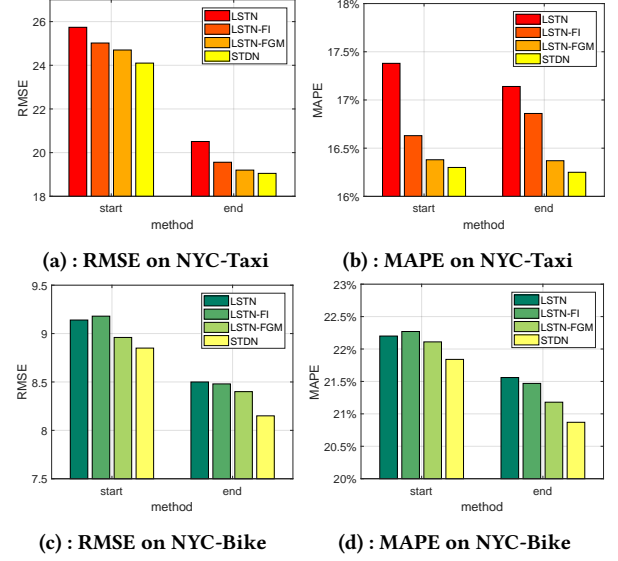 26
24
22
20
18
RMSE
start
end
method
LSTN
LSTN-FI
LSTN-FGM
STDN
(a) : RMSE on NYC-Taxi
18%
17.5%
17%
16.5%
16%
MAPE
start
end
method
LSTN
LSTN-FI
LSTN-FGM
STDN
(b) : MAPE on NYC-Taxi
9.5
9
8.5
8
7.5
RMSE
start
end
method
LSTN
LSTN-FI
LSTN-FGM
STDN
(c) : RMSE on NYC-Bike
23%
22.5%
22%
21.5%
21%
20.5%
20%
MAPE
start
end
method
LSTN
LSTN-FI
LSTN-FGM
STDN
(d) : MAPE on NYC-Bike